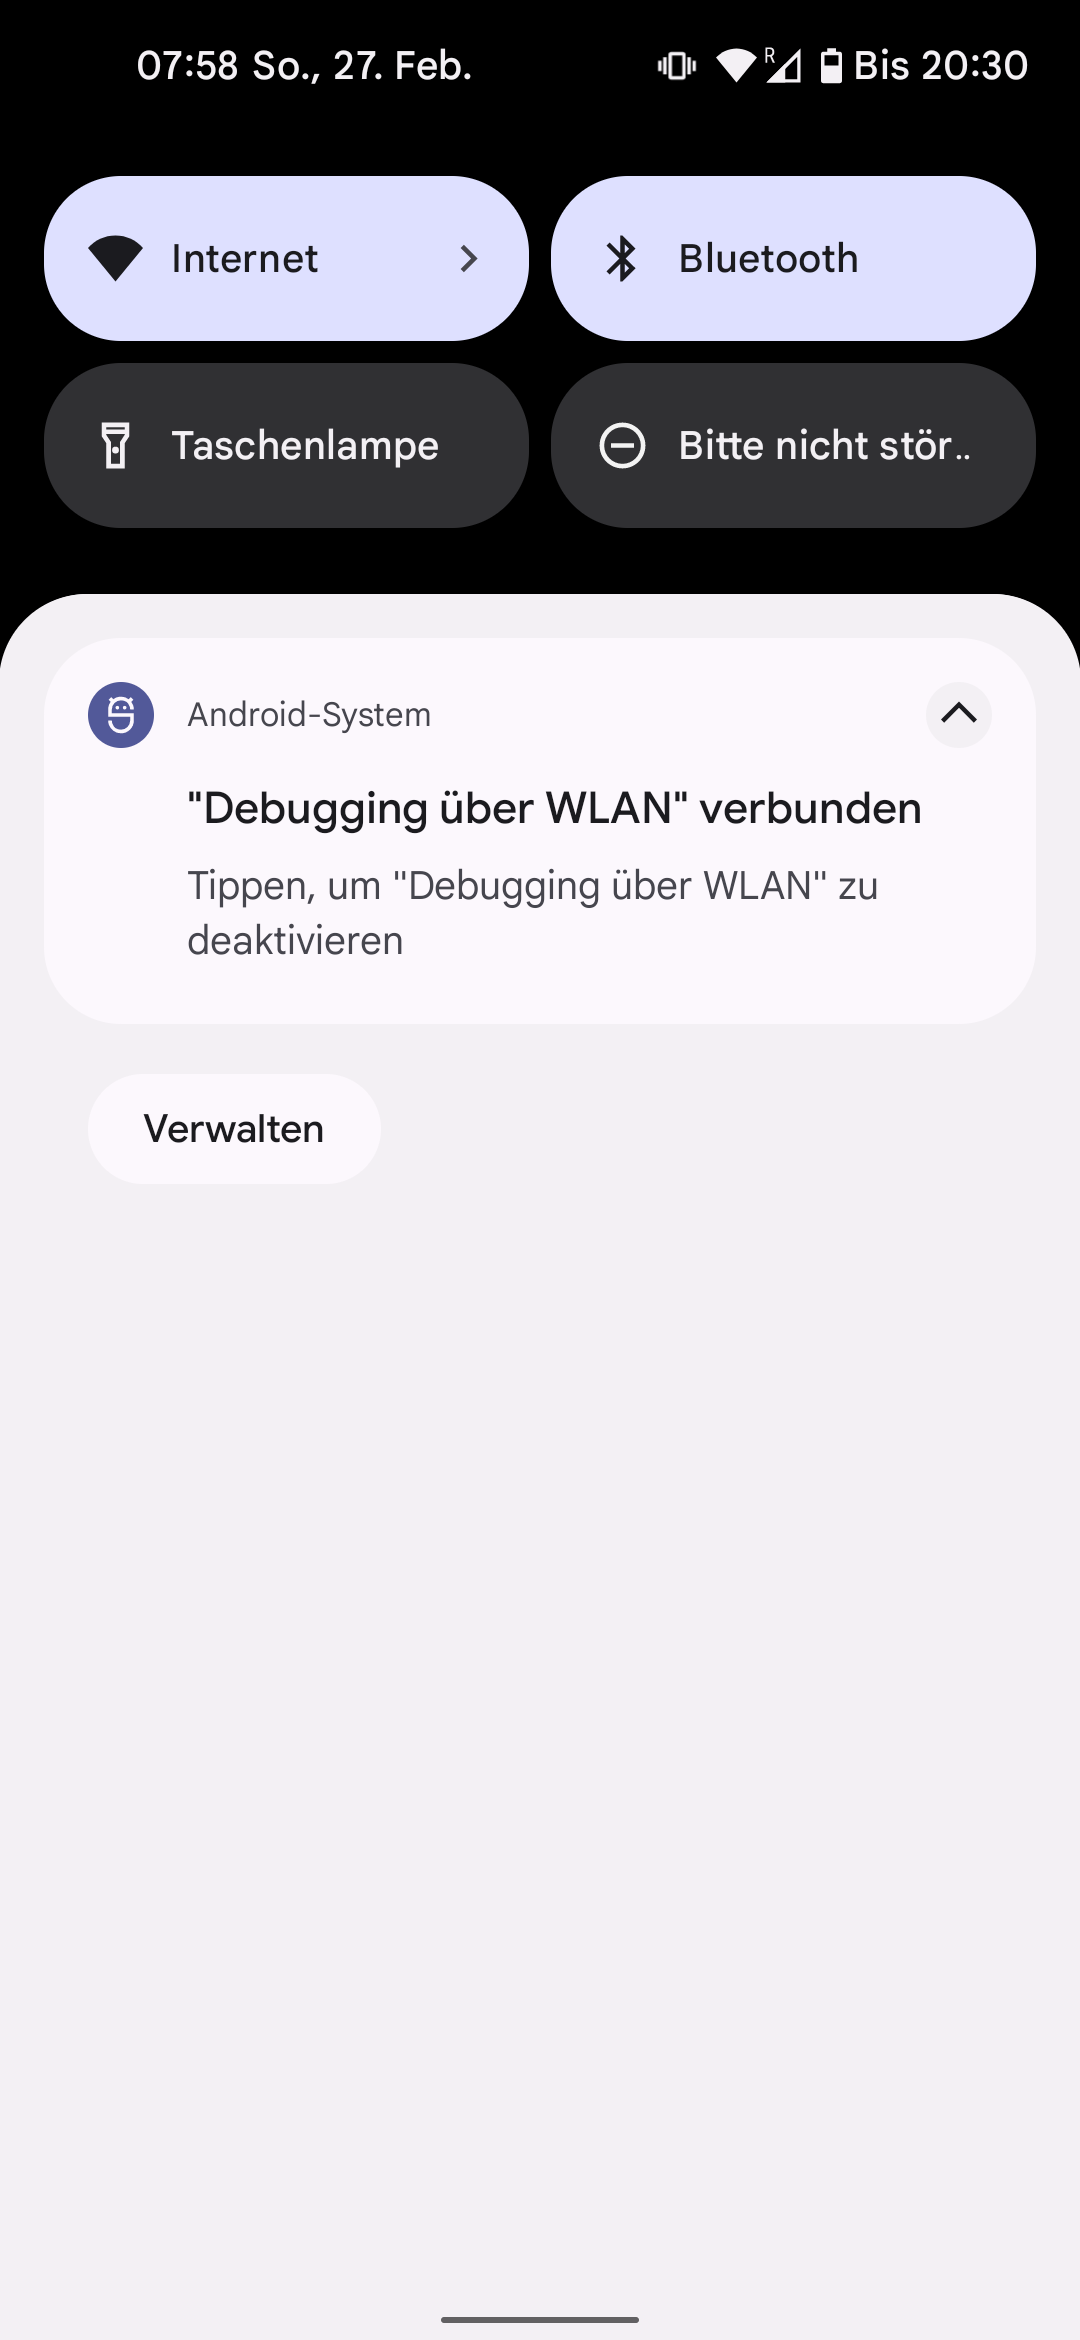 07:58 So., 27. Feb.
R
Bis 20:30
Internet
Bluetooth
Taschenlampe
Bitte nicht stör..
Android-System
"Debugging über WLAN" verbunden
Tippen, um "Debugging über WLAN" zu
deaktivieren
Verwalten